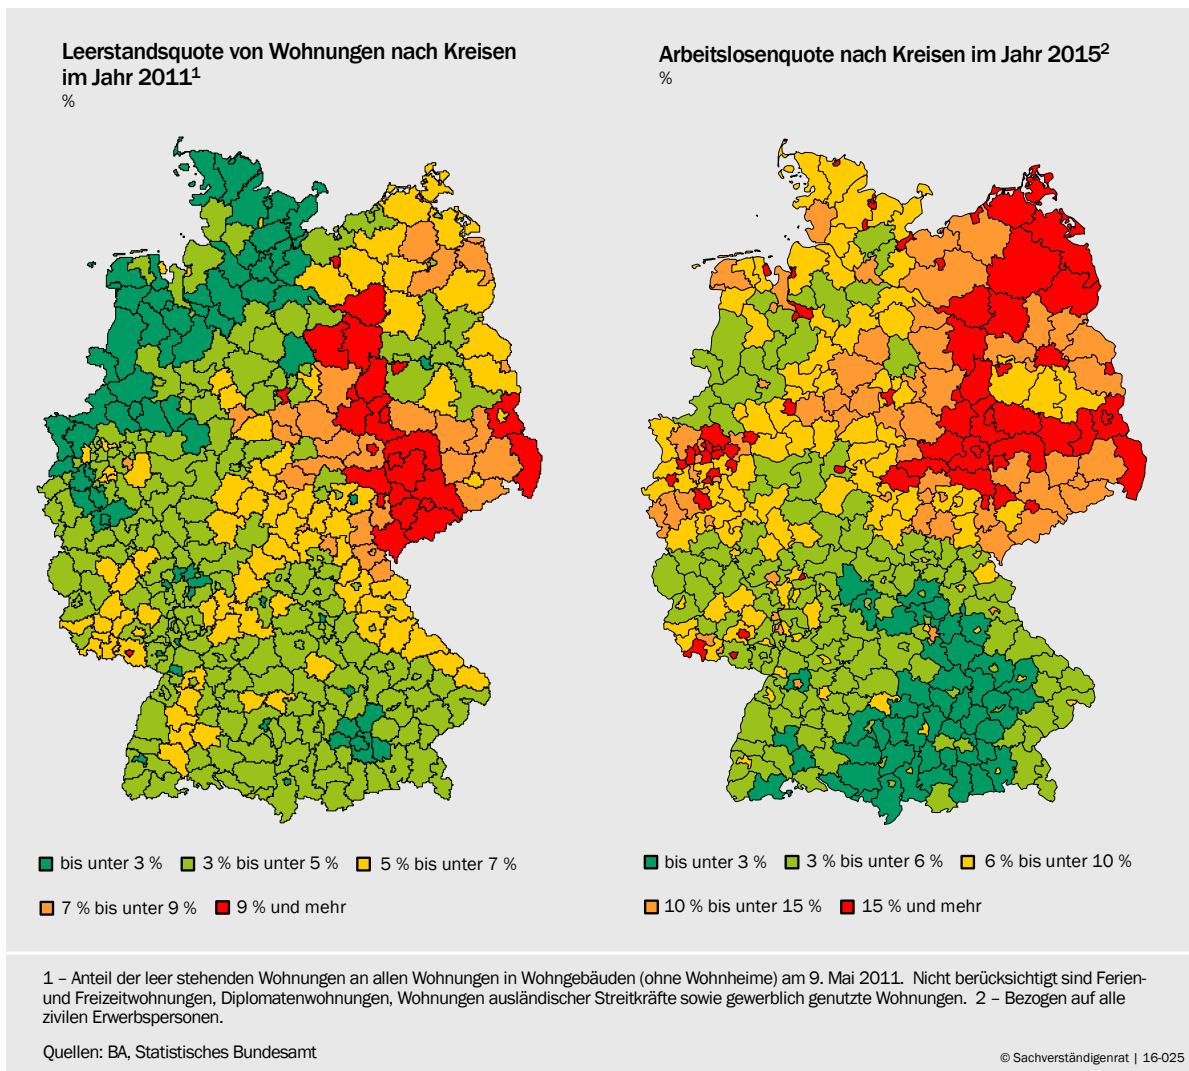 Leerstandsquote von Wohnungen nach Kreisen
im Jahr 2011¹
%
Arbeitslosenquote nach Kreisen im Jahr 2015²
%
bis unter 3 % 3 % bis unter 5 % 5 % bis unter 7 %
7 % bis unter 9 % 9 % und mehr
bis unter 3 % 3 % bis unter 6 % 6 % bis unter 10 %
10 % bis unter 15 % 15 % und mehr
1 – Anteil der leer stehenden Wohnungen an allen Wohnungen in Wohngebäuden (ohne Wohnheime) am 9. Mai 2011. Nicht berücksichtigt sind Ferien-
und Freizeitwohnungen, Diplomatenwohnungen, Wohnungen ausländischer Streitkräfte sowie gewerblich genutzte Wohnungen. 2 – Bezogen auf alle
zivilen Erwerbspersonen.
Quellen: BA, Statistisches Bundesamt
© Sachverständigenrat | 16-025